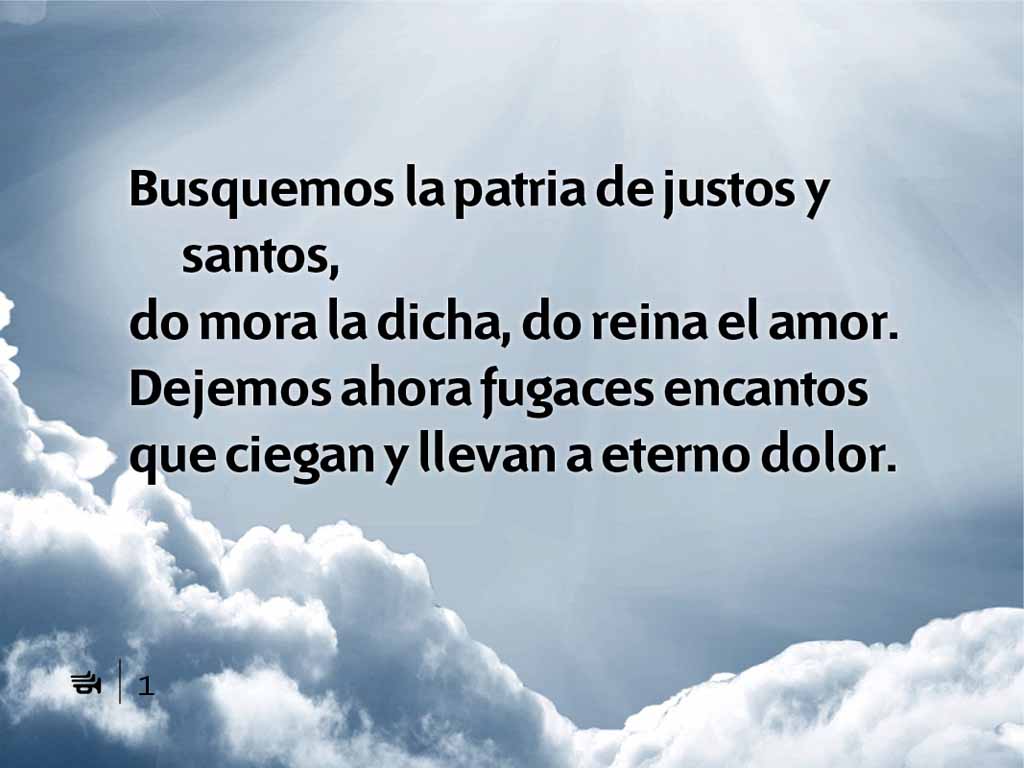 Busquemos la patria de justos y
santos,
do mora la dicha, do reina el amor.
Dejemos ahora fugaces encantos
que ciegan y llevan a eterno dolor.
1